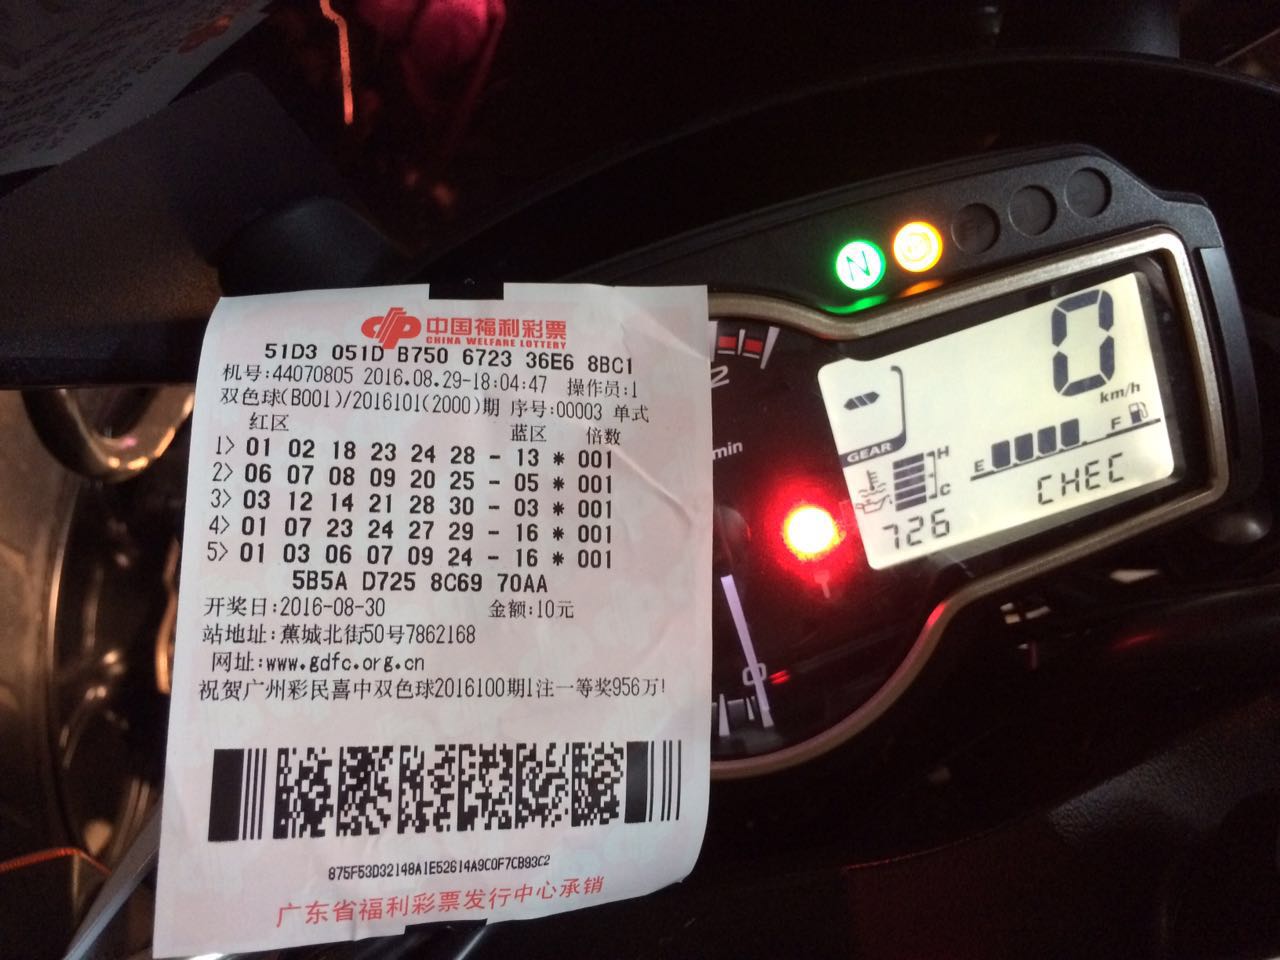 中国福利彩票
CHINA WELFARE LOTTERY
51D3 051D B750 6723 36E6 8BC1
机号:44070805 2016.08.29-18:04:47 操作员:1
双色球(B001)/2016101(2000)期 序号:00003 单式
红区 蓝区 倍数
1> 01 02 18 23 24 28 - 13 * 001
2> 06 07 08 09 20 25 - 05 * 001
3> 03 12 14 21 28 30 - 03 * 001
4> 01 07 23 24 27 29 - 16 * 001
5> 01 03 06 07 09 24 - 16 * 001
5B5A D725 8C69 70AA
开奖日:2016-08-30 金额:10元
站地址:蕉城北街50号7862168
网址:www.gdfc.org.cn
祝贺广州彩民喜中双色球2016100期1注一等奖956万!
875F53D32148A1E52614A9C0F7CB93C2
广东省福利彩票发行中心承销
N
12
min
0
0
km/h
GEAR
H
C
E F
726 CHEC